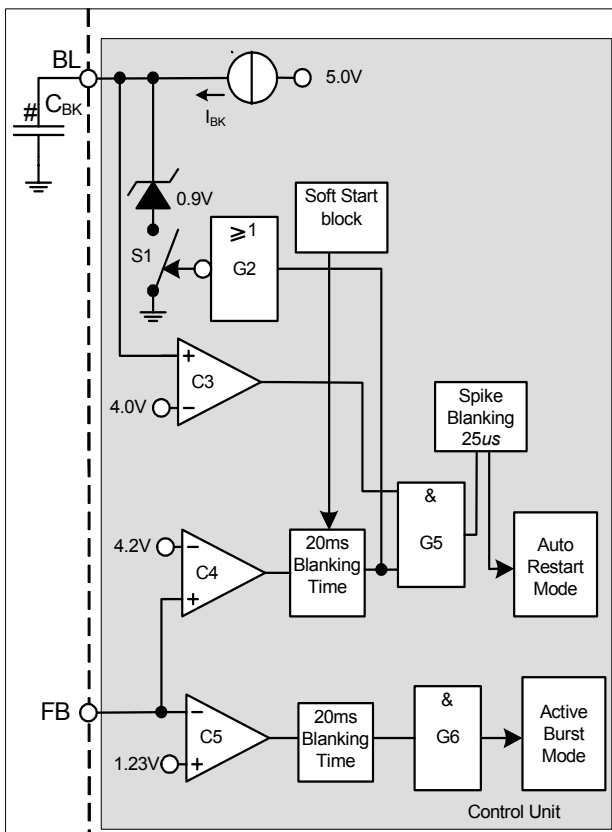 BL
5.0V
# C_BK
I_BK
0.9V
Soft Start
block
S1
≥1
G2
+
C3
4.0V
−
Spike
Blanking
25us
&
G5
4.2V
−
C4
+
20ms
Blanking
Time
Auto
Restart
Mode
FB
−
C5
1.23V
+
20ms
Blanking
Time
&
G6
Active
Burst
Mode
Control Unit